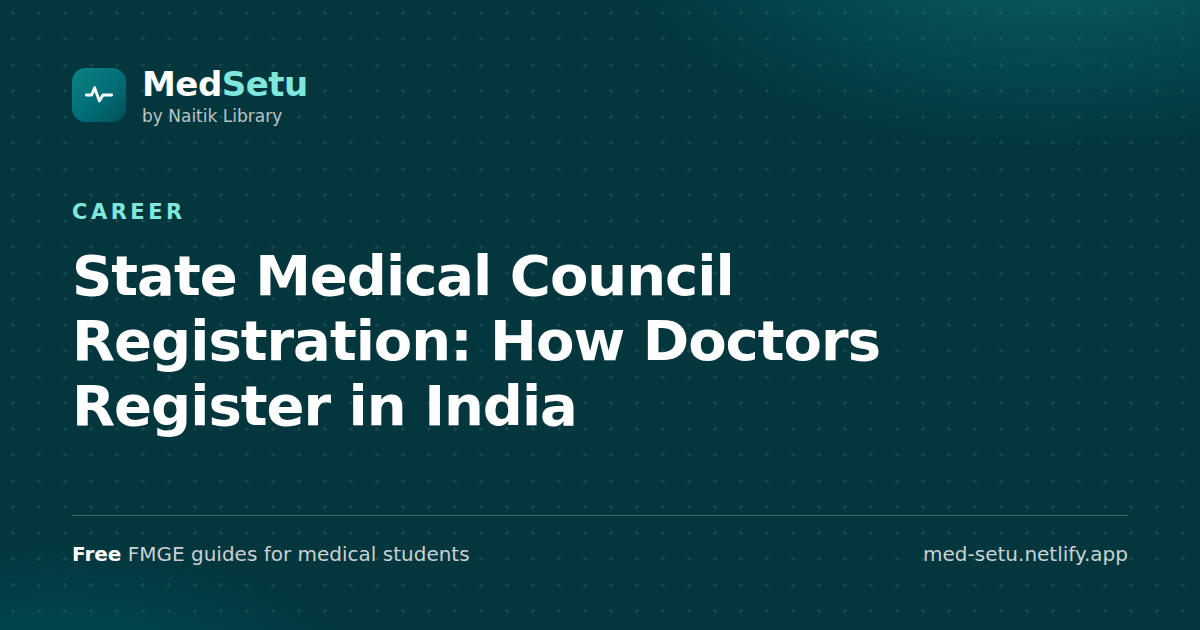 MedSetu
by Naitik Library
CAREER
State Medical Council
Registration: How Doctors
Register in India
Free FMGE guides for medical students
med-setu.netlify.app